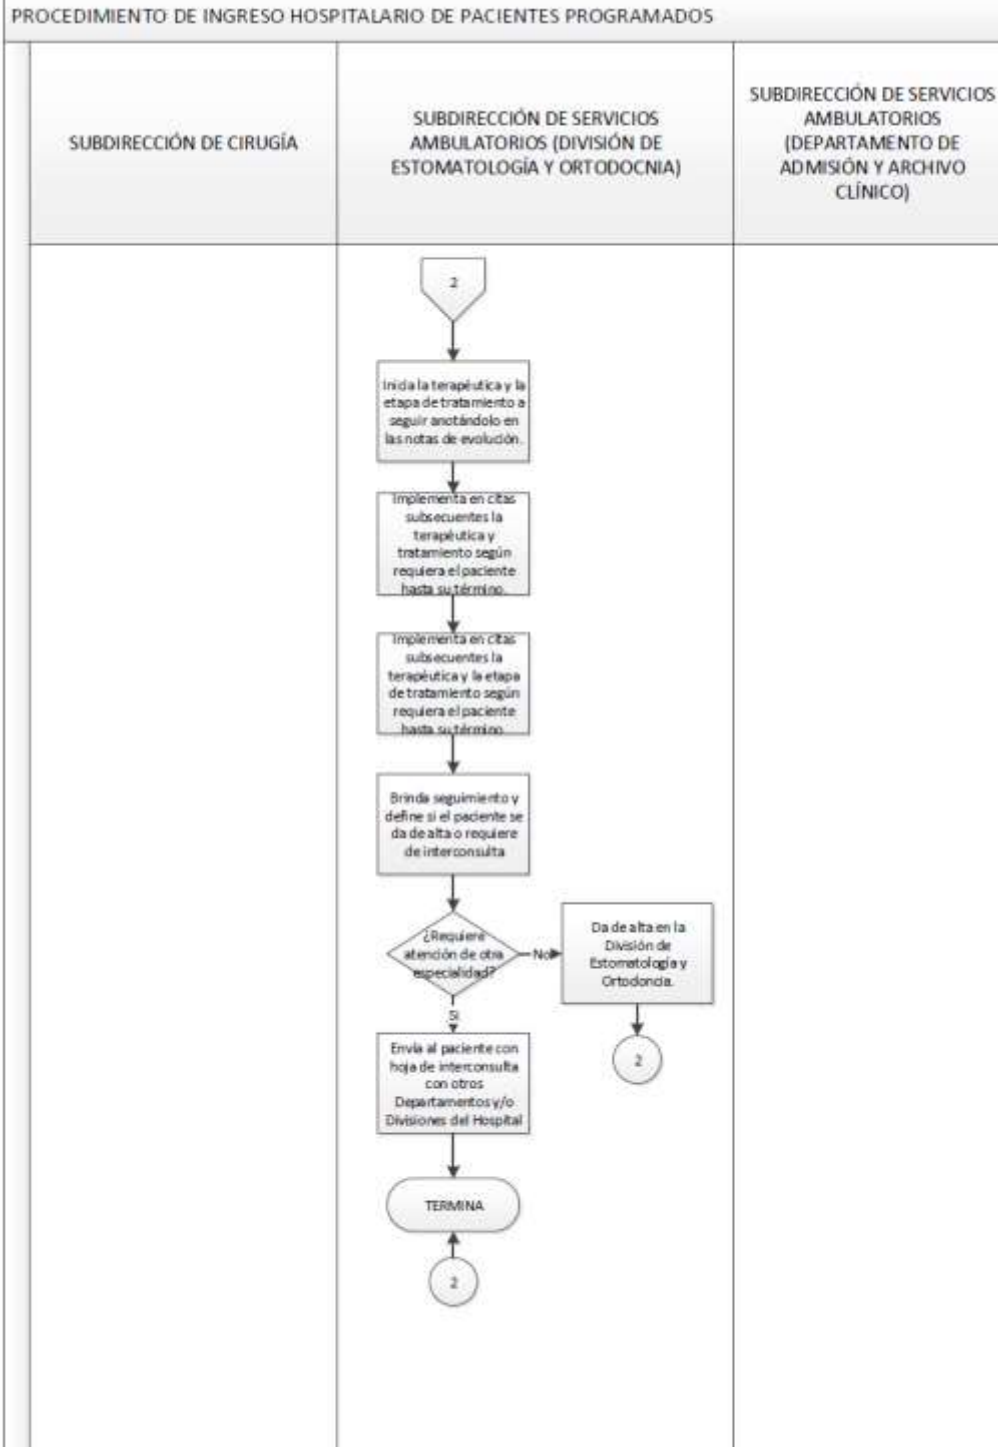 PROCEDIMIENTO DE INGRESO HOSPITALARIO DE PACIENTES PROGRAMADOS
SUBDIRECCIÓN DE CIRUGÍA
SUBDIRECCIÓN DE SERVICIOS
AMBULATORIOS (DIVISIÓN DE
ESTOMATOLOGÍA Y ORTODOCNIA)
SUBDIRECCIÓN DE SERVICIOS
AMBULATORIOS
(DEPARTAMENTO DE
ADMISIÓN Y ARCHIVO
CLÍNICO)
2
Inicia la terapéutica y la
etapa de tratamiento a
seguir anotándolo en
las notas de evolución.
Implementa en citas
subsecuentes la
terapéutica y
tratamiento según
requiera el paciente
hasta su término.
Implementa en citas
subsecuentes la
terapéutica y la etapa
de tratamiento según
requiera el paciente
hasta su término.
Brinda seguimiento y
define si el paciente se
da de alta o requiere
de interconsulta
¿Requiere
atención de otra
especialidad?
No
Da de alta en la
División de
Estomatología y
Ortodoncia.
2
Si
Envía al paciente con
hoja de interconsulta
con otros
Departamentos y/o
Divisiones del Hospital
TERMINA
2